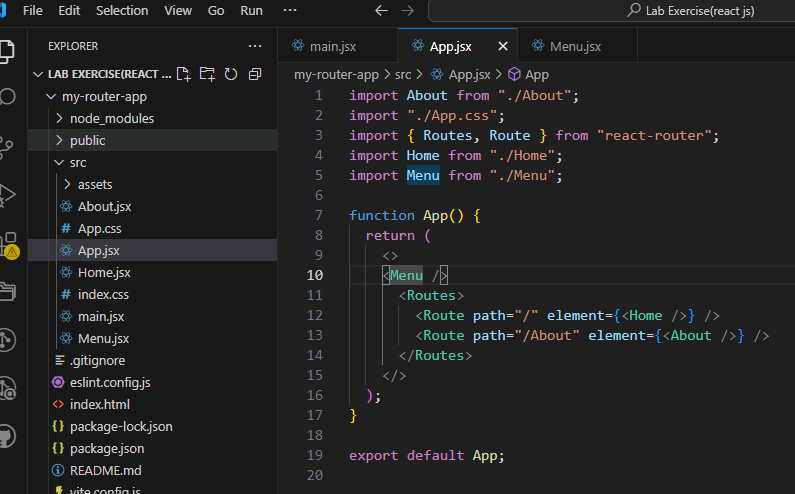 File Edit Selection View Go Run ··· Lab Exercise(react js)
EXPLORER ···
LAB EXERCISE(REACT ...
my-router-app
node_modules
public
src
assets
About.jsx
App.css
App.jsx
Home.jsx
index.css
main.jsx
Menu.jsx
.gitignore
eslint.config.js
index.html
package-lock.json
package.json
README.md
vite.config.js
main.jsx App.jsx Menu.jsx
my-router-app > src > App.jsx > App
1 import About from "./About";
2 import "./App.css";
3 import { Routes, Route } from "react-router";
4 import Home from "./Home";
5 import Menu from "./Menu";
6
7 function App() {
8 return (
9 <>
10 <Menu />
11 <Routes>
12 <Route path="/" element={<Home />} />
13 <Route path="/About" element={<About />} />
14 </Routes>
15 </>
16 );
17 }
18
19 export default App;
20